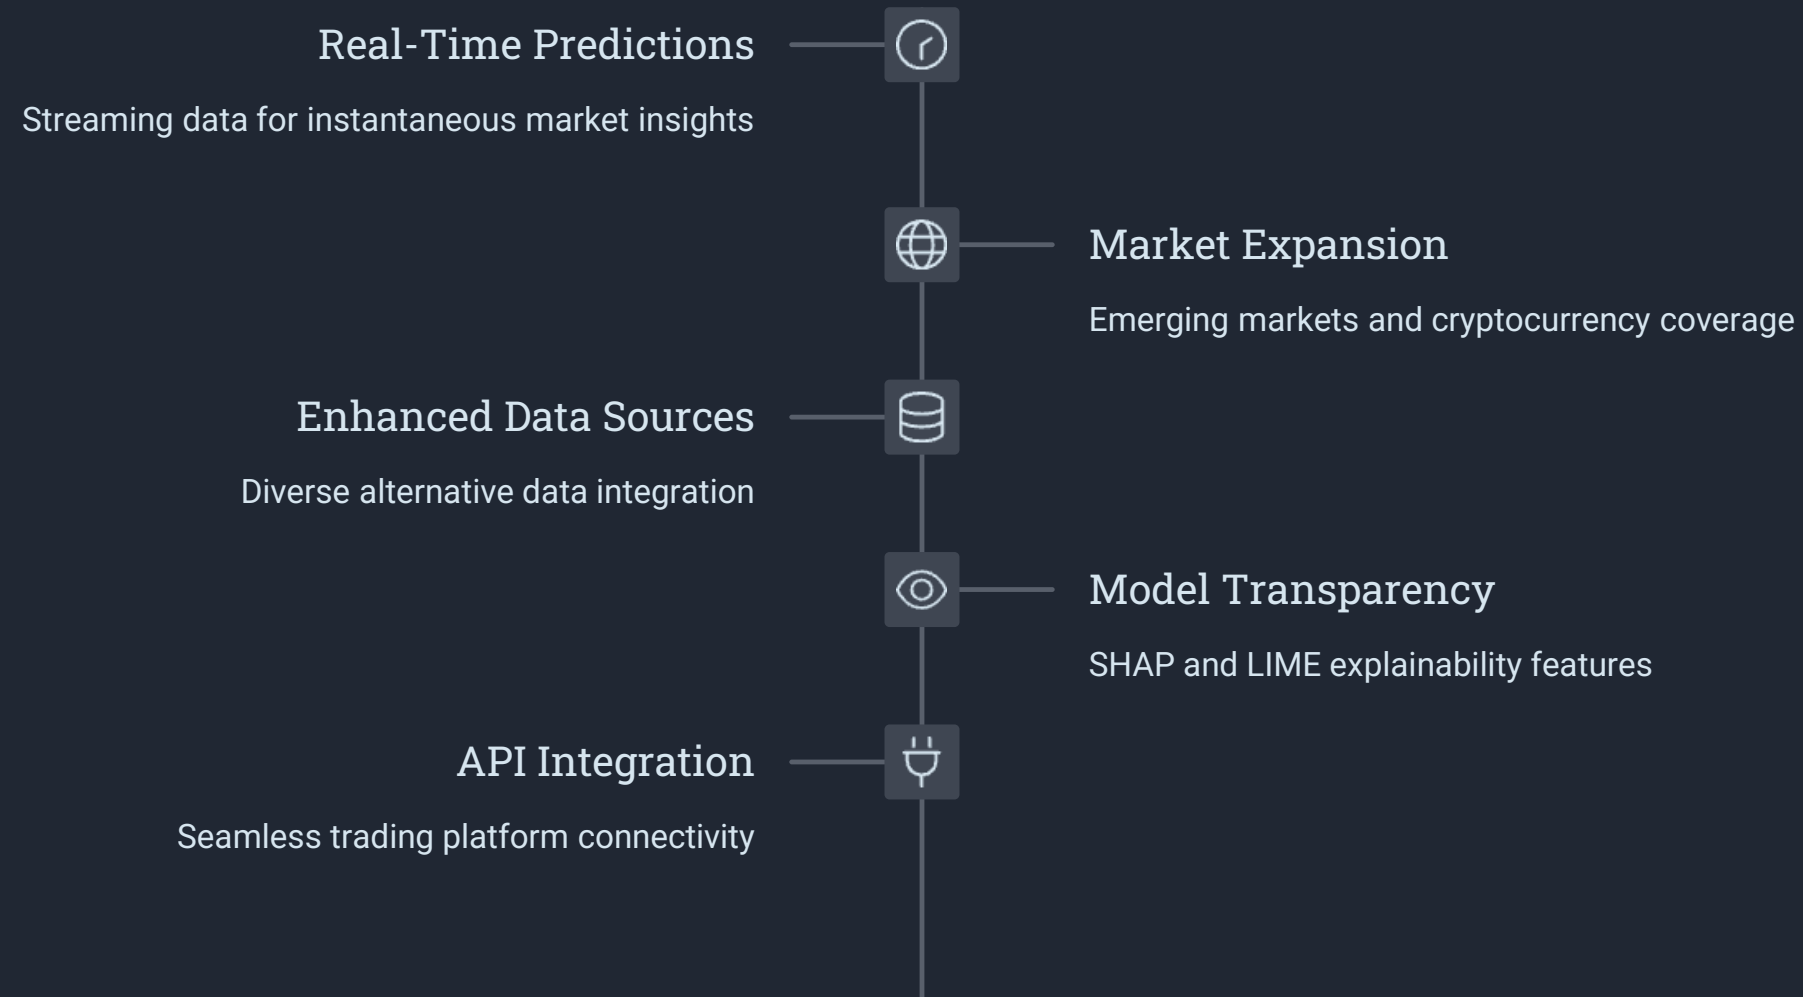 Real-Time Predictions
Streaming data for instantaneous market insights
Market Expansion
Emerging markets and cryptocurrency coverage
Enhanced Data Sources
Diverse alternative data integration
Model Transparency
SHAP and LIME explainability features
API Integration
Seamless trading platform connectivity